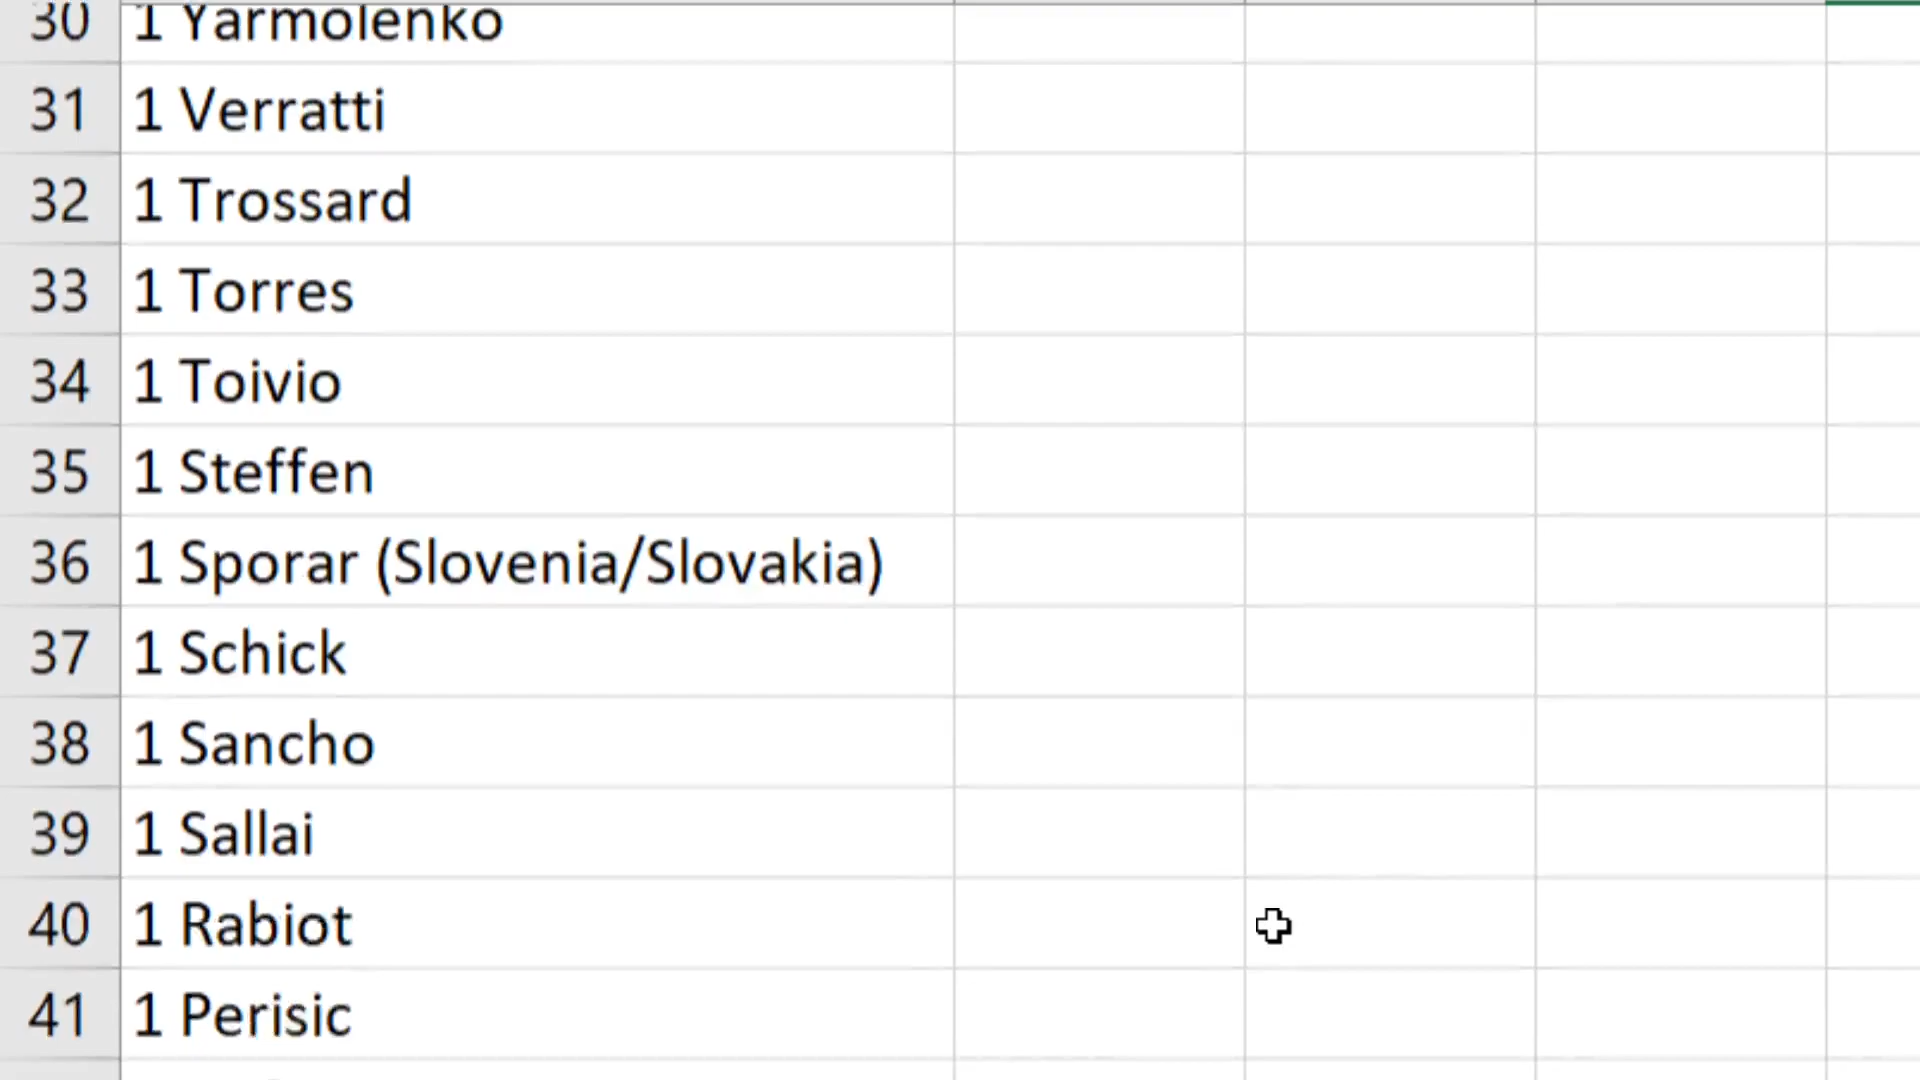 30 1 Yarmolenko
31 1 Verratti
32 1 Trossard
33 1 Torres
34 1 Toivio
35 1 Steffen
36 1 Sporar (Slovenia/Slovakia)
37 1 Schick
38 1 Sancho
39 1 Sallai
40 1 Rabiot
41 1 Perisic